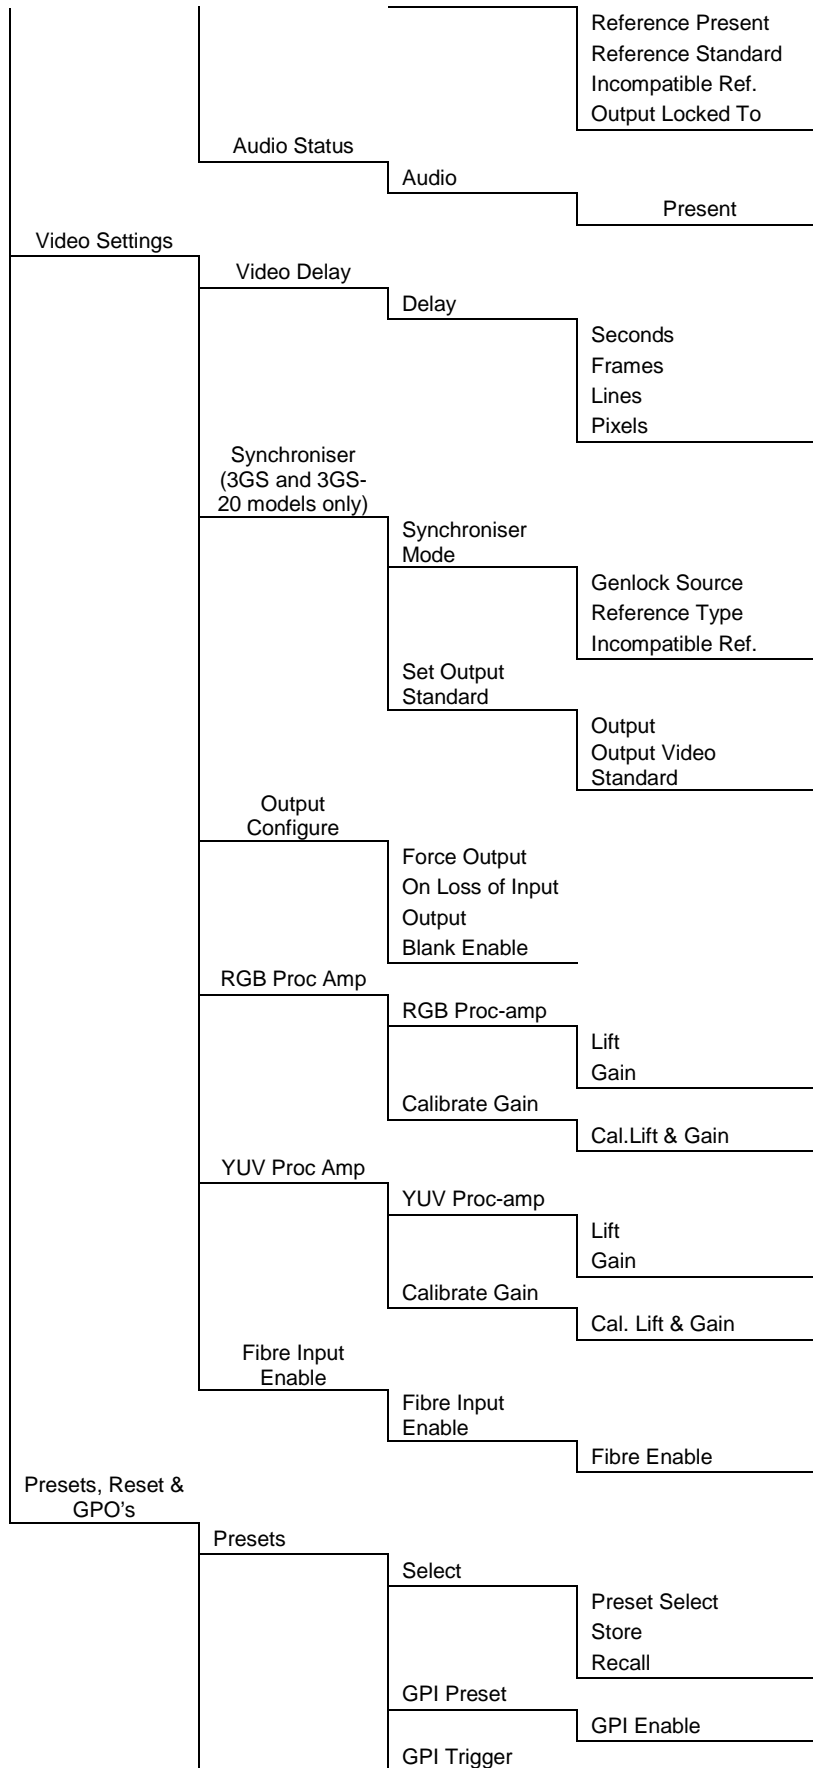 Reference Present
Reference Standard
Incompatible Ref.
Output Locked To
Audio Status
Audio
Present
Video Settings
Video Delay
Delay
Seconds
Frames
Lines
Pixels
Synchroniser
(3GS and 3GS-
20 models only)
Synchroniser
Mode
Genlock Source
Reference Type
Incompatible Ref.
Set Output
Standard
Output
Output Video
Standard
Output
Configure
Force Output
On Loss of Input
Output
Blank Enable
RGB Proc Amp
RGB Proc-amp
Lift
Gain
Calibrate Gain
Cal.Lift & Gain
YUV Proc Amp
YUV Proc-amp
Lift
Gain
Calibrate Gain
Cal. Lift & Gain
Fibre Input
Enable
Fibre Input
Enable
Fibre Enable
Presets, Reset &
GPO's
Presets
Select
Preset Select
Store
Recall
GPI Preset
GPI Enable
GPI Trigger